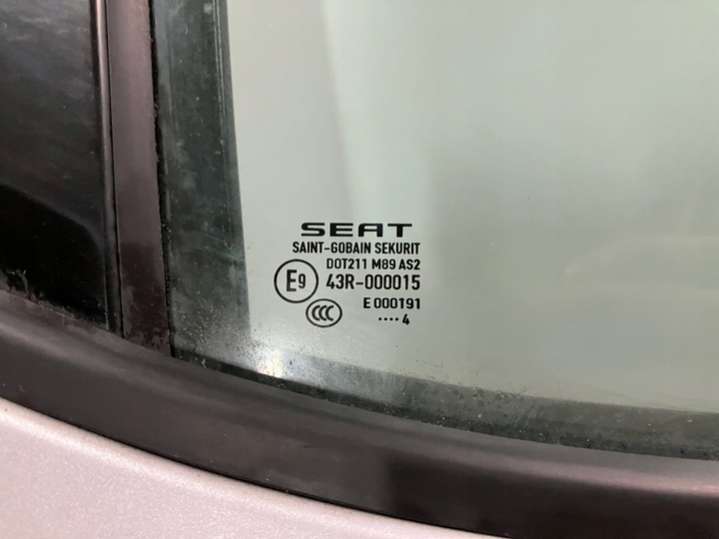 SEAT
SAINT-GOBAIN SEKURIT
DOT211 M89 AS2
E9 43R-000015
E 000191
CCC •••• 4